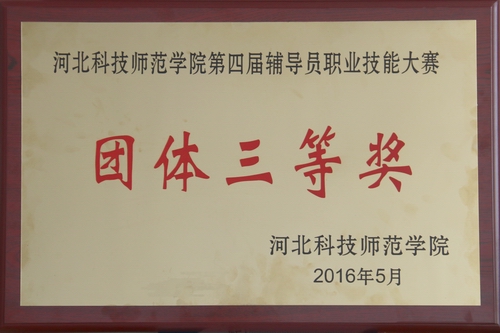 河北科技师范学院第四届辅导员职业技能大赛
团体三等奖
河北科技师范学院
2016年5月